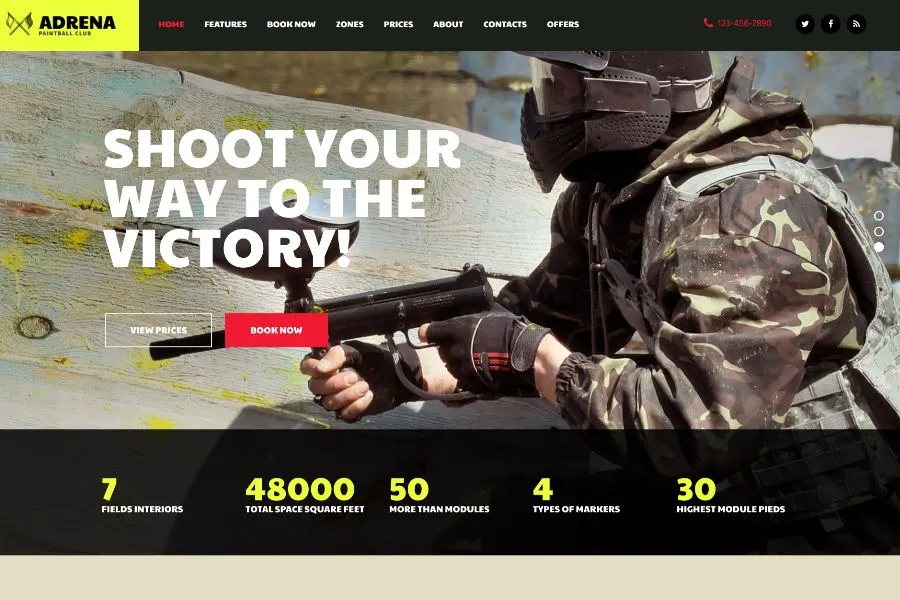 ADRENA
PAINTBALL CLUB
HOME FEATURES BOOK NOW ZONES PRICES ABOUT CONTACTS OFFERS
123-456-7890
SHOOT YOUR
WAY TO THE
VICTORY!
VIEW PRICES BOOK NOW
7 48000 50 4 30
FIELDS INTERIORS TOTAL SPACE SQUARE FEET MORE THAN MODULES TYPES OF MARKERS HIGHEST MODULE PIEDS